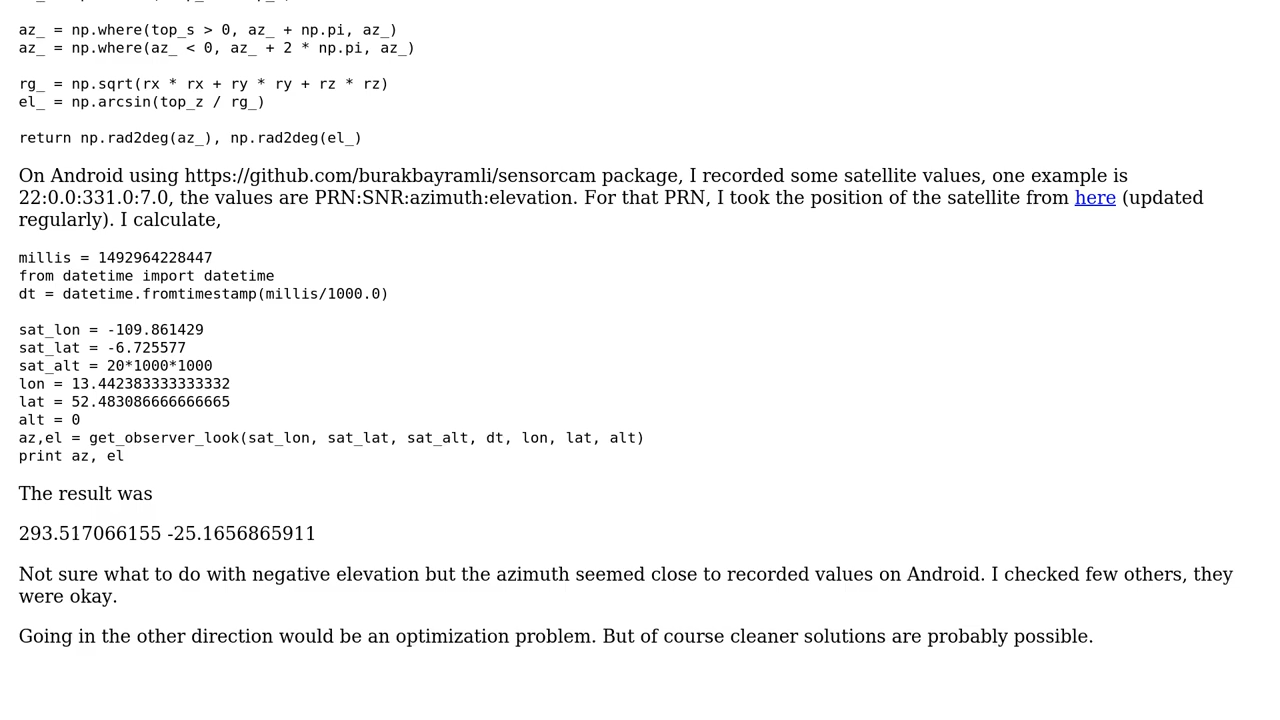 az_ = np.where(top_s > 0, az_ + np.pi, az_)
az_ = np.where(az_ < 0, az_ + 2 * np.pi, az_)
rg_ = np.sqrt(rx * rx + ry * ry + rz * rz)
el_ = np.arcsin(top_z / rg_)
return np.rad2deg(az_), np.rad2deg(el_)
On Android using https://github.com/burakbayramli/sensorcam package, I recorded some satellite values, one example is
22:0.0:331.0:7.0, the values are PRN:SNR:azimuth:elevation. For that PRN, I took the position of the satellite from here (updated
regularly). I calculate,
millis = 1492964228447
from datetime import datetime
dt = datetime.fromtimestamp(millis/1000.0)
sat_lon = -109.861429
sat_lat = -6.725577
sat_alt = 20*1000*1000
lon = 13.442383333333332
lat = 52.483086666666665
alt = 0
az,el = get_observer_look(sat_lon, sat_lat, sat_alt, dt, lon, lat, alt)
print az, el
The result was
293.517066155 -25.1656865911
Not sure what to do with negative elevation but the azimuth seemed close to recorded values on Android. I checked few others, they
were okay.
Going in the other direction would be an optimization problem. But of course cleaner solutions are probably possible.